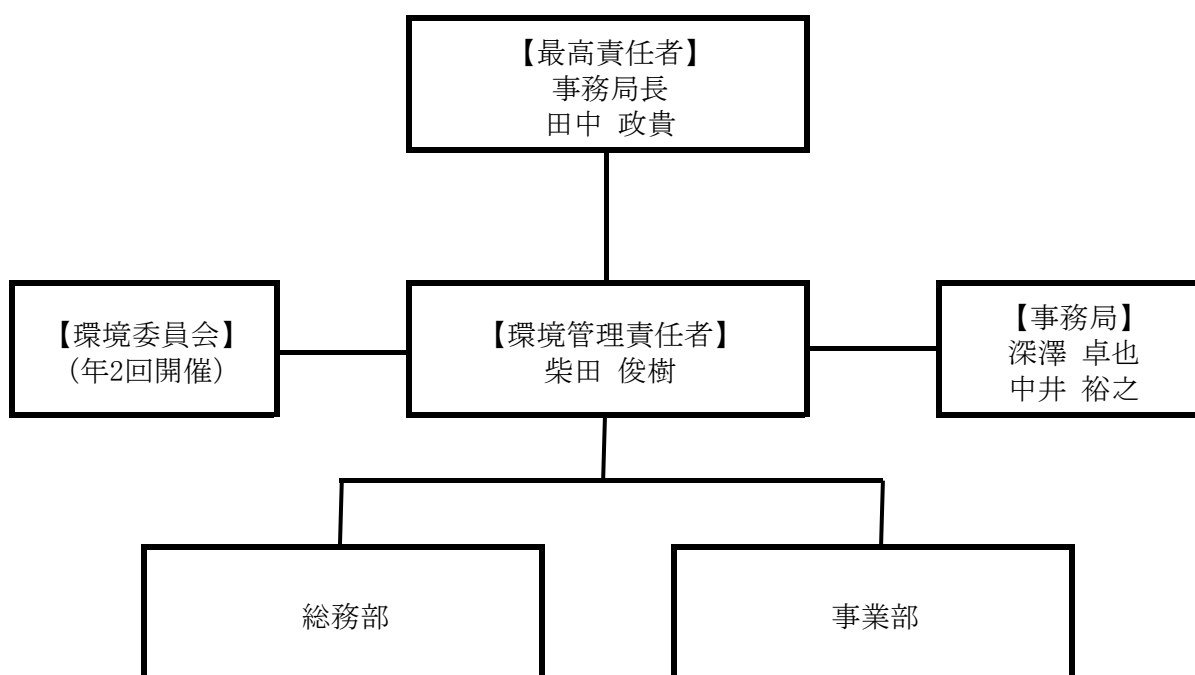 【最高責任者】
事務局長
田中 政貴
【環境委員会】
(年2回開催)
【環境管理責任者】
柴田 俊樹
【事務局】
深澤 卓也
中井 裕之
総務部
事業部